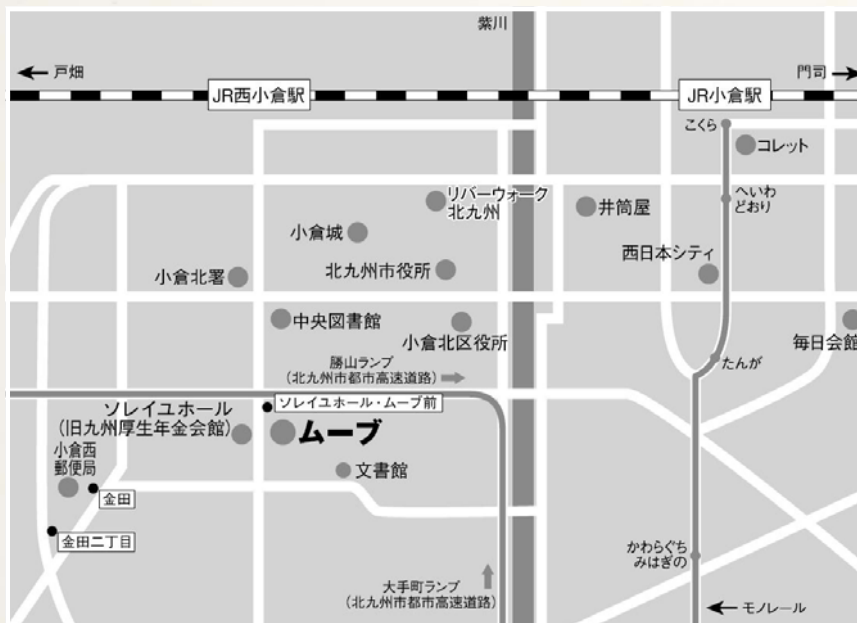 紫川
戸畑
門司
JR西小倉駅
JR小倉駅
こくら
コレット
リバーウォーク
北九州
井筒屋
へいわ
どおり
小倉城
北九州市役所
西日本シティ
小倉北署
中央図書館
小倉北区役所
毎日会館
勝山ランプ
(北九州市都市高速道路)
たんが
ソレイユホール
(旧九州厚生年金会館)
ソレイユホール・ムーブ前
ムーブ
小倉西
郵便局
文書館
金田
金田二丁目
かわらぐち
みはぎの
大手町ランプ
(北九州市都市高速道路)
モノレール